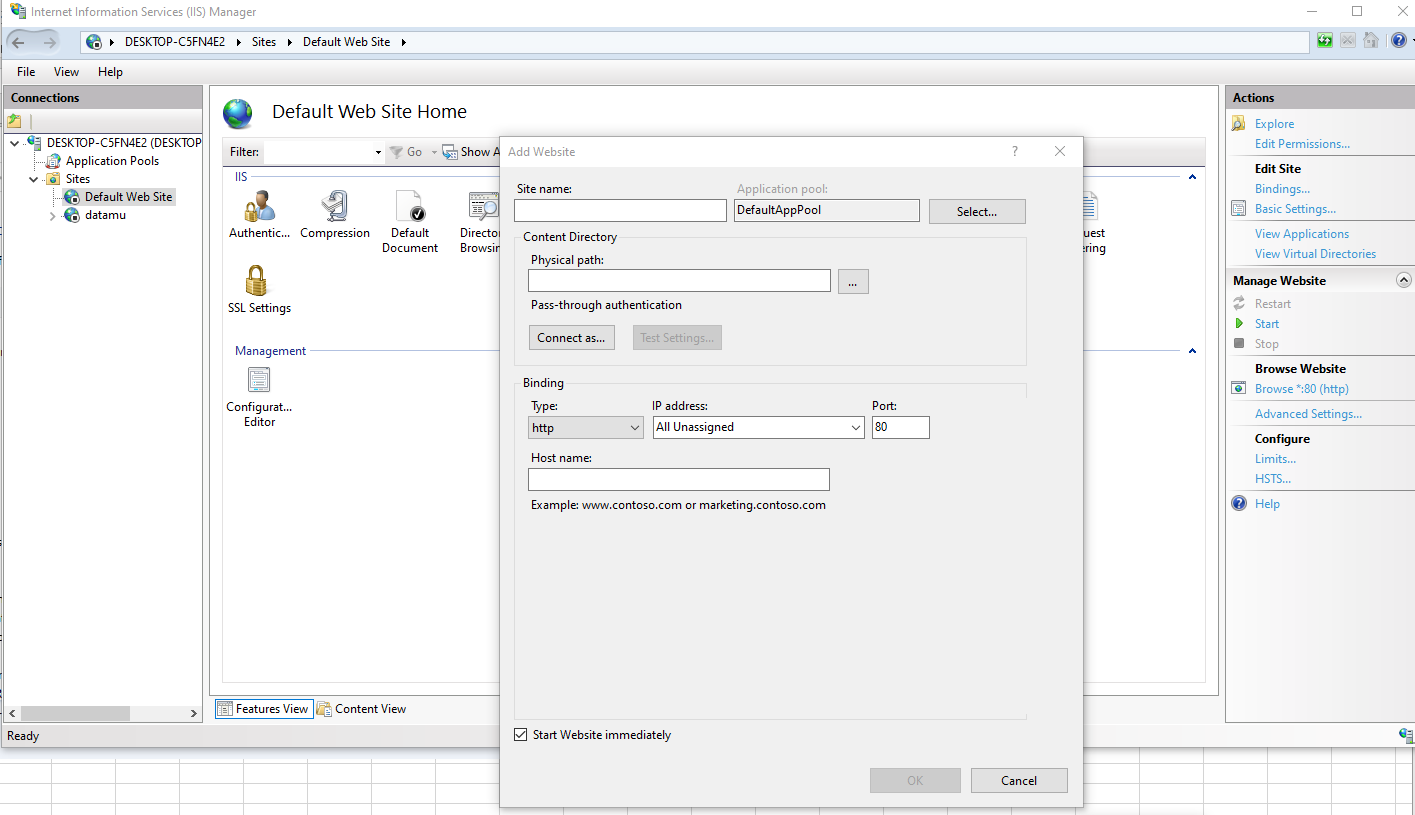 Internet Information Services (IIS) Manager
DESKTOP-C5FN4E2
Sites
Default Web Site
File View Help
Connections
DESKTOP-C5FN4E2 (DESKTOP
Application Pools
Sites
Default Web Site
datamu
Default Web Site Home
Filter:
Go
Show A
IIS
Authentic...
Compression
Default
Document
Directo
Browsin
uest
ering
SSL Settings
Management
Configurat...
Editor
Features View
Content View
Ready
Add Website
?
Site name:
Application pool:
DefaultAppPool
Select...
Content Directory
Physical path:
...
Pass-through authentication
Connect as...
Test Settings...
Binding
Type:
IP address:
Port:
http
All Unassigned
80
Host name:
Example: www.contoso.com or marketing.contoso.com
Start Website immediately
OK
Cancel
Actions
Explore
Edit Permissions...
Edit Site
Bindings...
Basic Settings...
View Applications
View Virtual Directories
Manage Website
Restart
Start
Stop
Browse Website
Browse *:80 (http)
Advanced Settings...
Configure
Limits...
HSTS...
Help